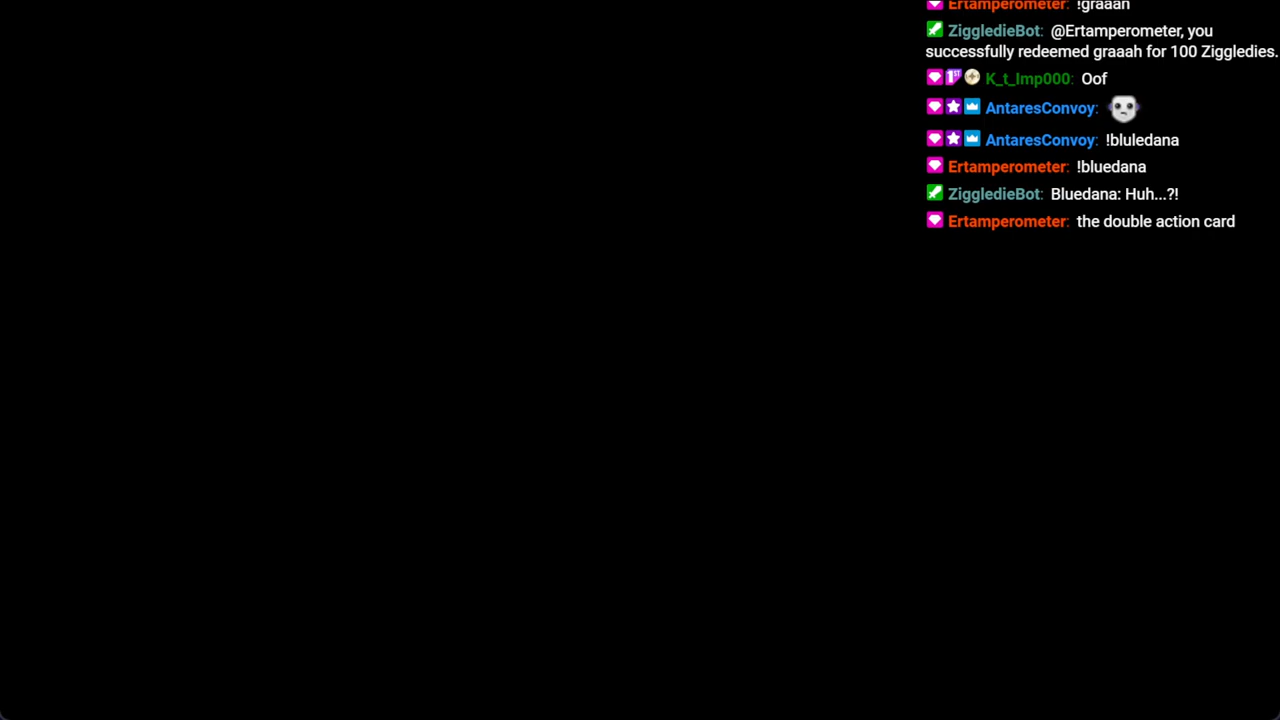 Ertamperometer: !graaah
ZiggledieBot: @Ertamperometer, you
successfully redeemed graaah for 100 Ziggledies.
K_t_Imp000: Oof
AntaresConvoy:
AntaresConvoy: !bluledana
Ertamperometer: !bluedana
ZiggledieBot: Bluedana: Huh...?!
Ertamperometer: the double action card